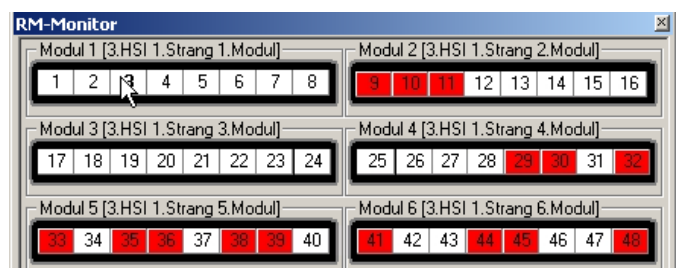 RM-Monitor
Modul 1 [3.HSI 1.Strang 1.Modul]
1 2 3 4 5 6 7 8
Modul 2 [3.HSI 1.Strang 2.Modul]
9 10 11 12 13 14 15 16
Modul 3 [3.HSI 1.Strang 3.Modul]
17 18 19 20 21 22 23 24
Modul 4 [3.HSI 1.Strang 4.Modul]
25 26 27 28 29 30 31 32
Modul 5 [3.HSI 1.Strang 5.Modul]
33 34 35 36 37 38 39 40
Modul 6 [3.HSI 1.Strang 6.Modul]
41 42 43 44 45 46 47 48